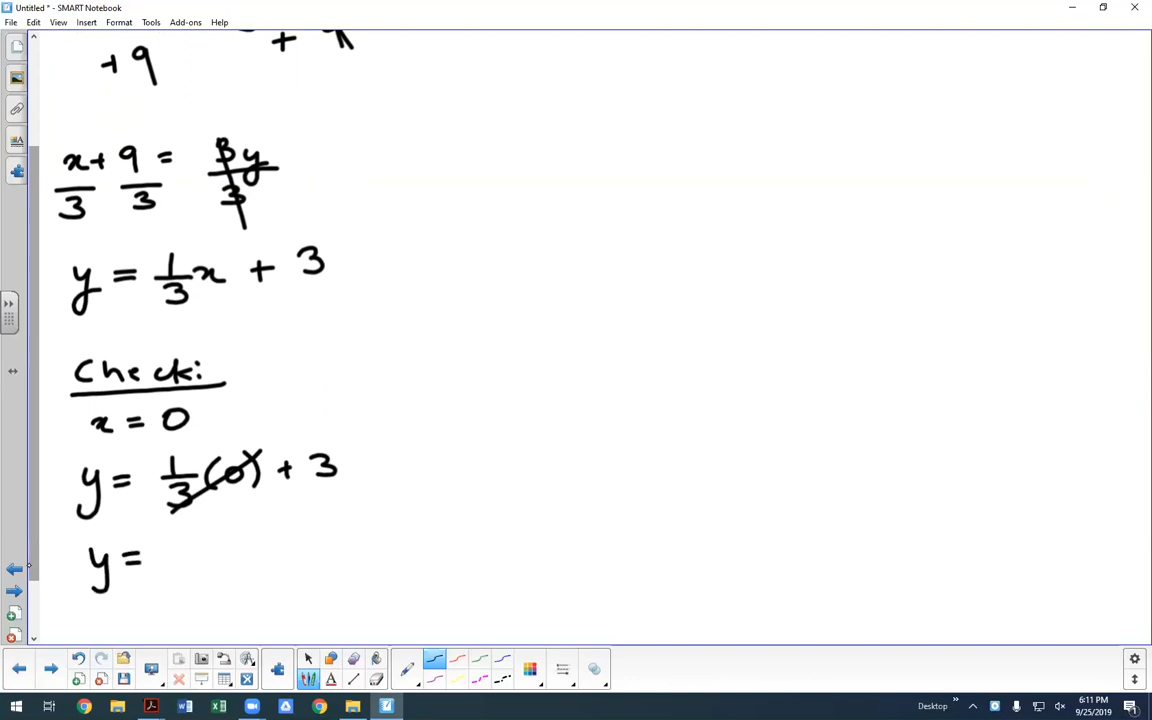 Untitled * - SMART Notebook
File Edit View Insert Format Tools Add-ons Help
+9 + 9
x + 9 = 3y
3 3 3
y = 1/3 x + 3
Check:
x = 0
y = 1/3 (0) + 3
y =
Desktop
6:11 PM
9/25/2019